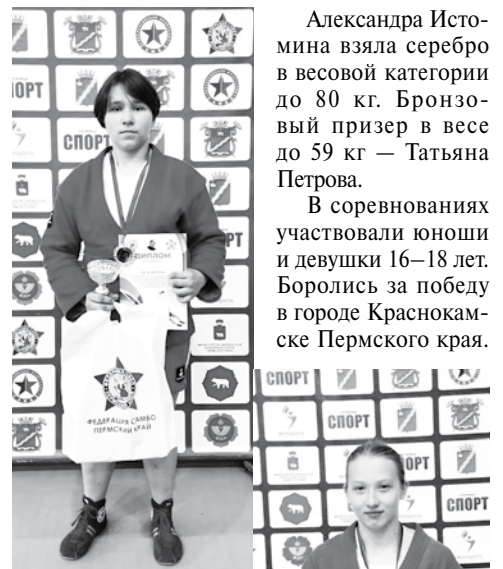 Александра Исто-
мина взяла серебро
в весовой категории
до 80 кг. Бронзо-
вый призер в весе
до 59 кг — Татьяна
Петрова.
В соревнованиях
участвовали юноши
и девушки 16–18 лет.
Боролись за победу
в городе Краснокам-
ске Пермского края.
СПОРТ
СПОРТ
ДИПЛОМ
ФЕДЕРАЦИЯ САМБО
ПЕРМСКИЙ КРАЙ
СПОРТ
СПОРТ